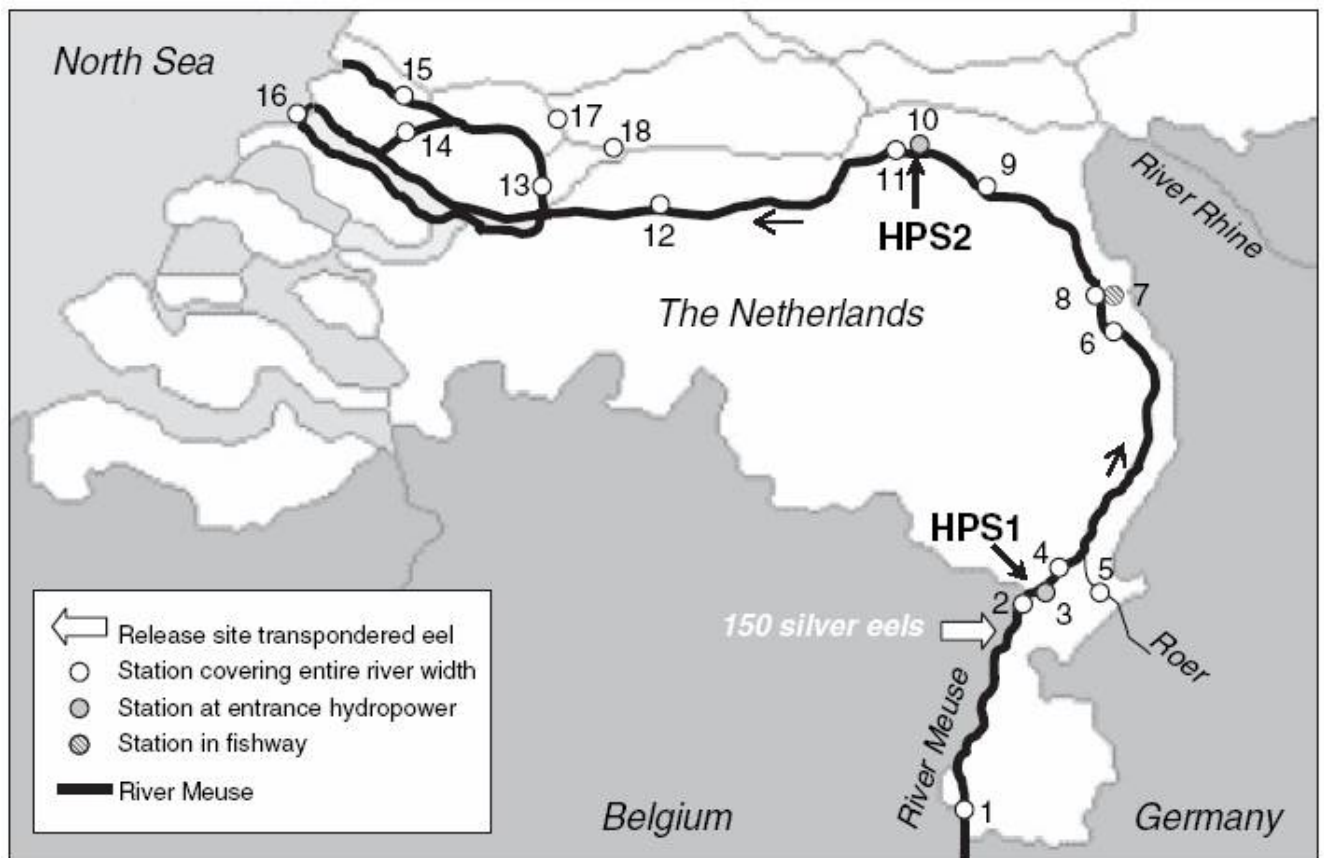 North Sea
15
16
17
14
18
10
13
11
9
River Rhine
12
HPS2
The Netherlands
8
7
6
HPS1
4
5
2
3
150 silver eels
Roer
River Meuse
1
Belgium
Germany
Release site transpondered eel
Station covering entire river width
Station at entrance hydropower
Station in fishway
River Meuse